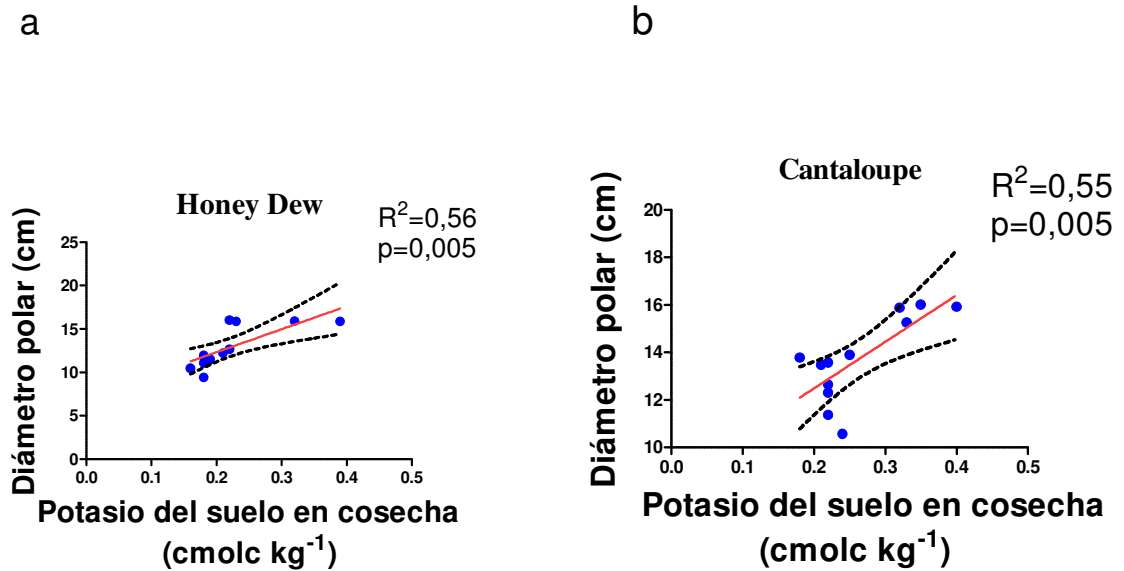 a
Honey Dew
R²=0,56
p=0,005
Diámetro polar (cm)
25
20
15
10
5
0
0.0 0.1 0.2 0.3 0.4 0.5
Potasio del suelo en cosecha
(cmolc kg⁻¹)
b
Cantaloupe
R²=0,55
p=0,005
Diámetro polar (cm)
20
18
16
14
12
10
0.0 0.1 0.2 0.3 0.4 0.5
Potasio del suelo en cosecha
(cmolc kg⁻¹)